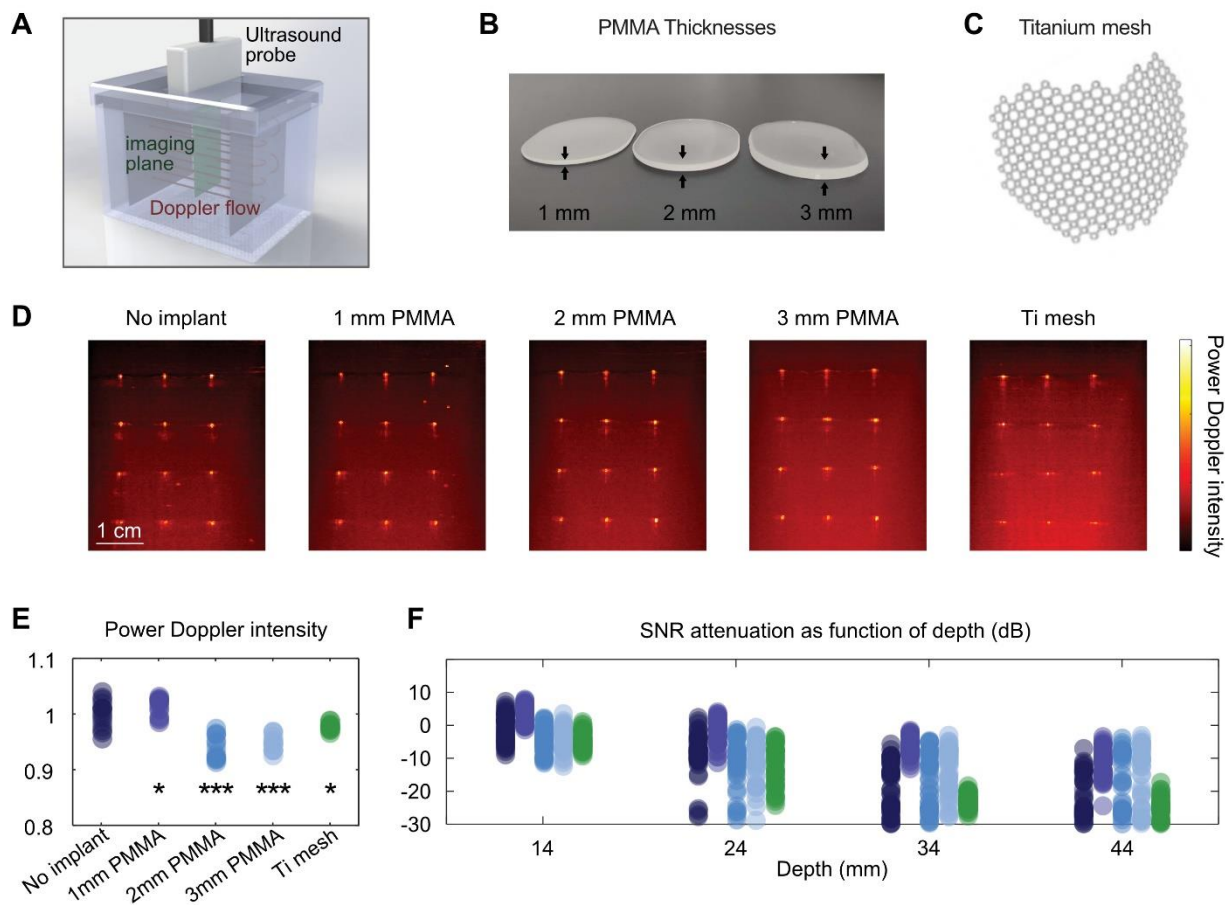 A
Ultrasound
probe
imaging
plane
Doppler flow
B
PMMA Thicknesses
1 mm
2 mm
3 mm
C
Titanium mesh
D
No implant
1 mm PMMA
2 mm PMMA
3 mm PMMA
Ti mesh
1 cm
Power Doppler intensity
E
Power Doppler intensity
1.1
1
0.9
0.8
*
***
***
*
No implant
1mm PMMA
2mm PMMA
3mm PMMA
Ti mesh
F
SNR attenuation as function of depth (dB)
10
0
-10
-20
-30
14
24
34
44
Depth (mm)